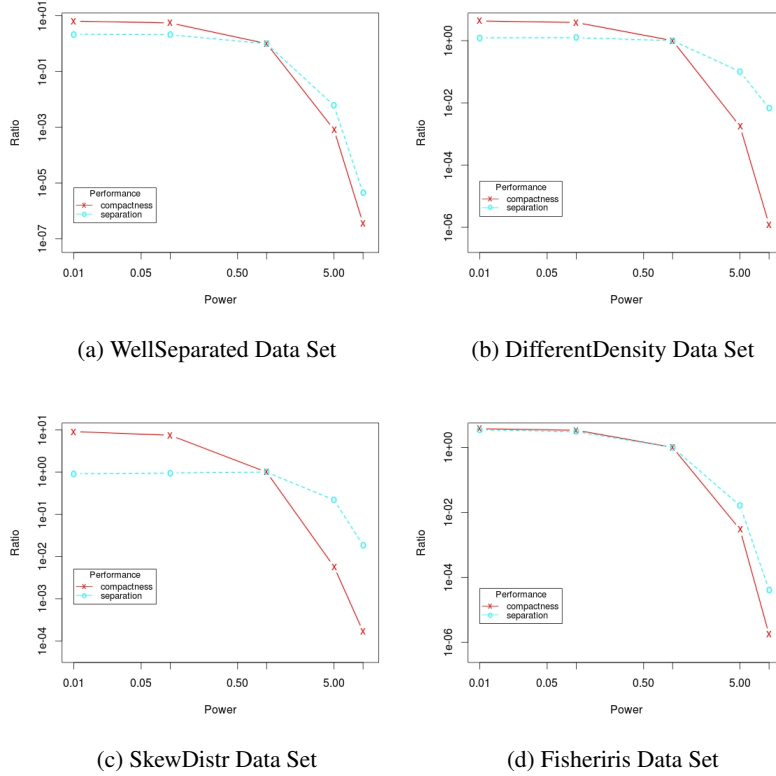 1e+01
1e-01
1e-03
1e-05
1e-07
Ratio
Performance
compactness
separation
0.01
0.05
0.50
5.00
Power
(a) WellSeparated Data Set
1e+00
1e-02
1e-04
1e-06
Ratio
Performance
compactness
separation
0.01
0.05
0.50
5.00
Power
(b) DifferentDensity Data Set
1e+01
1e+00
1e-01
1e-02
1e-03
1e-04
Ratio
Performance
compactness
separation
0.01
0.05
0.50
5.00
Power
(c) SkewDistr Data Set
1e+00
1e-02
1e-04
1e-06
Ratio
Performance
compactness
separation
0.01
0.05
0.50
5.00
Power
(d) Fisheriris Data Set